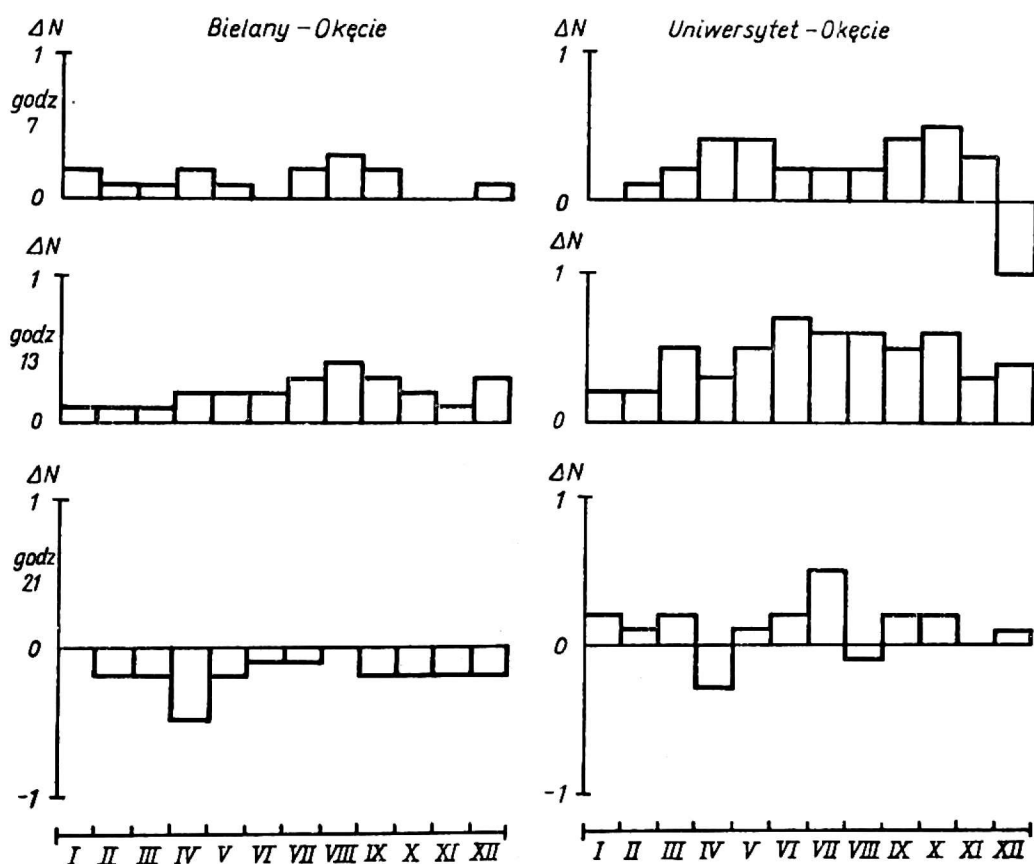 Bielany – Okęcie
ΔN
1
godz
7
0
ΔN
1
godz
13
0
ΔN
1
godz
21
0
-1
I II III IV V VI VII VIII IX X XI XII
Uniwersytet – Okęcie
ΔN
1
0
1
0
ΔN
1
0
-1
I II III IV V VI VII VIII IX X XI XII